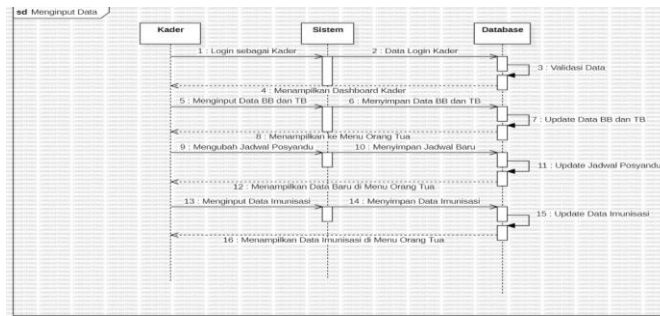 sd Menginput Data
Kader
Sistem
Database
1 : Login sebagai Kader
2 : Data Login Kader
3 : Validasi Data
4 : Menampilkan Dashboard Kader
5 : Menginput Data BB dan TB
6 : Menyimpan Data BB dan TB
7 : Update Data BB dan TB
8 : Menampilkan ke Menu Orang Tua
9 : Mengubah Jadwal Posyandu
10 : Menyimpan Jadwal Baru
11 : Update Jadwal Posyandu
12 : Menampilkan Data Baru di Menu Orang Tua
13 : Menginput Data Imunisasi
14 : Menyimpan Data Imunisasi
15 : Update Data Imunisasi
16 : Menampilkan Data Imunisasi di Menu Orang Tua